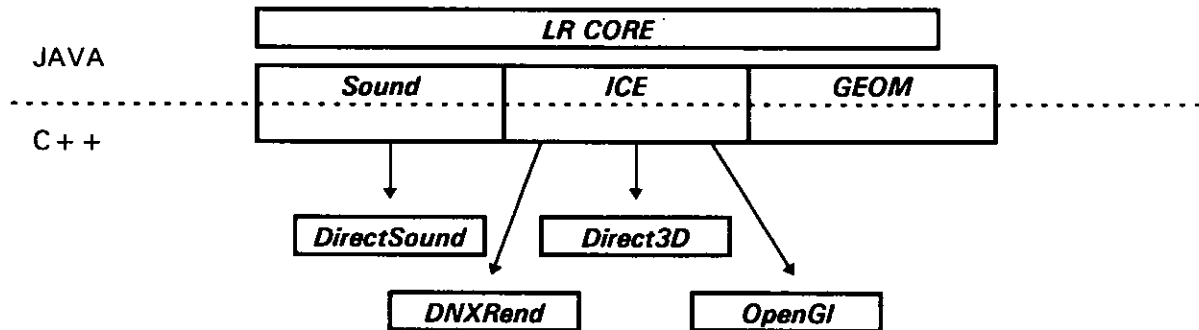 LR CORE
JAVA
Sound ICE GEOM
C++
DirectSound Direct3D
DNXRend OpenGl